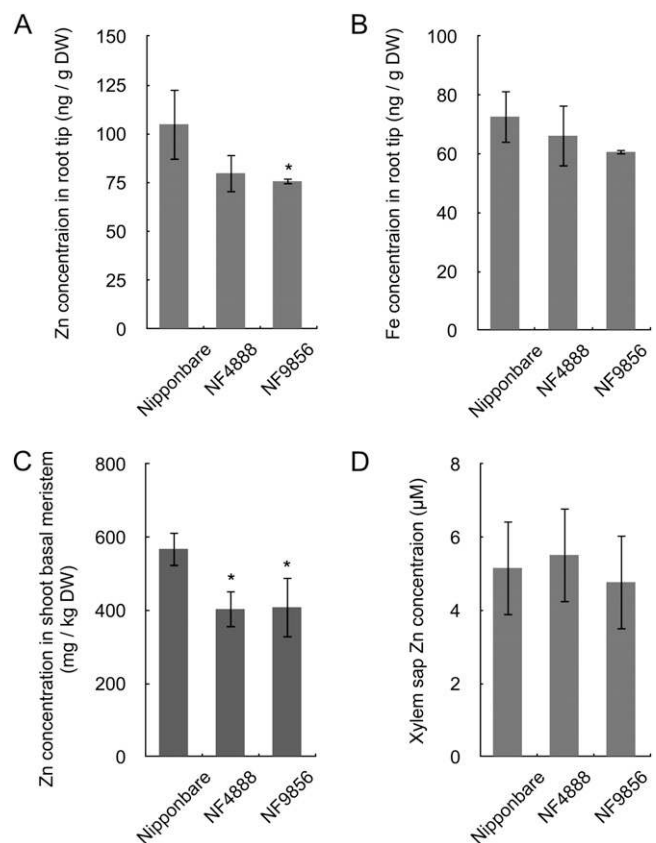 A
Zn concentraion in root tip (ng / g DW)
150
125
100
75
50
25
0
*
Nipponbare
NF4888
NF9856
B
Fe concentraion in root tip (ng / g DW)
100
80
60
40
20
0
Nipponbare
NF4888
NF9856
C
Zn concentration in shoot basal meristem
(mg / kg DW)
800
600
400
200
0
*
*
Nipponbare
NF4888
NF9856
D
Xylem sap Zn concentraion (μM)
8
6
4
2
0
Nipponbare
NF4888
NF9856